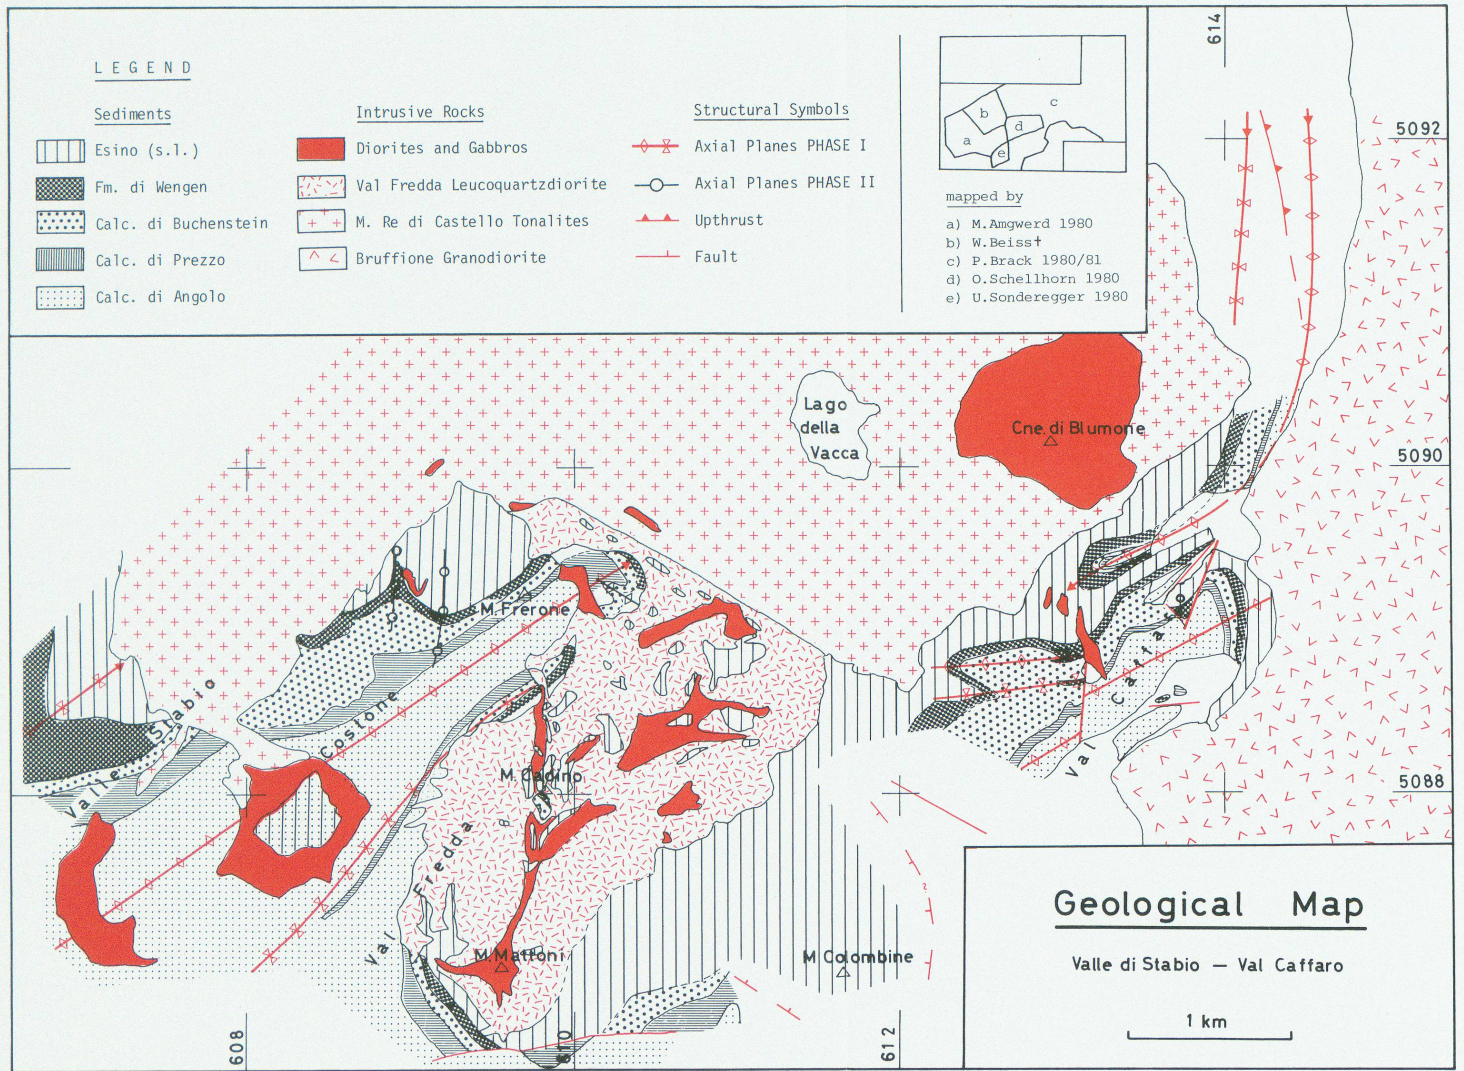 LEGEND
Sediments
Esino (s.l.)
Fm. di Wengen
Calc. di Buchenstein
Calc. di Prezzo
Calc. di Angolo
Intrusive Rocks
Diorites and Gabbros
Val Fredda Leucoquartzdiorite
M. Re di Castello Tonalites
Bruffione Granodiorite
Structural Symbols
Axial Planes PHASE I
Axial Planes PHASE II
Upthrust
Fault
a
b
c
d
e
mapped by
a) M.Amgwerd 1980
b) W.Beiss†
c) P.Brack 1980/81
d) O.Schellhorn 1980
e) U.Sonderegger 1980
614
5092
Lago
della
Vacca
Cne. di Blumone
5090
M. Frerone
Valle Stabio
Costone
Val Caffaro
M. Cadino
5088
Val Fredda
M. Mattoni
M Colombine
608
610
612
Geological Map
Valle di Stabio — Val Caffaro
1 km